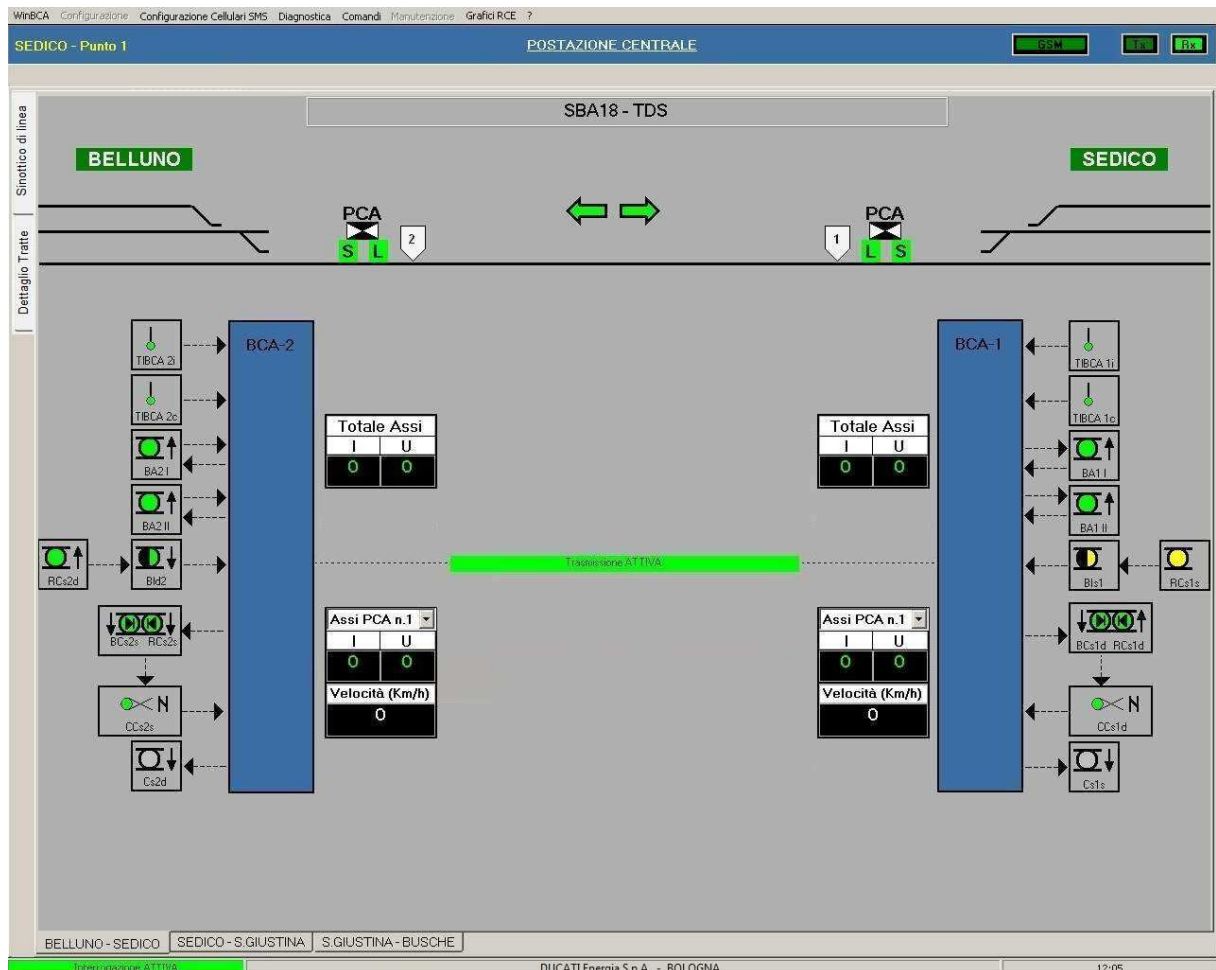 WinBCA Configurazione Configurazione Cellulari SMS Diagnostica Comandi Manutenzione Grafici RCE ?
SEDICO - Punto 1 POSTAZIONE CENTRALE GSM Tx Rx
Sinottico di linea
Dettaglio Tratte
SBA18 - TDS
BELLUNO SEDICO
PCA PCA
S L 2 1 L S
BCA-2 BCA-1
TIBCA 2i TIBCA 1i
TIBCA 2c TIBCA 1c
Totale Assi Totale Assi
I U I U
0 0 0 0
BA2 I BA1 I
BA2 II BA1 II
Trasmissione ATTIVA
RCs2d BId2 BIs1 RCs1s
Assi PCA n.1 Assi PCA n.1
I U I U
0 0 0 0
BCs2s RCs2s BCs1d RCs1d
Velocità (Km/h) Velocità (Km/h)
0 0
N N
CCs2s CCs1d
Cs2d Cs1s
BELLUNO - SEDICO SEDICO - S.GIUSTINA S.GIUSTINA - BUSCHE
Interrogazione ATTIVA DUCATI Energia S.p.A. - BOLOGNA 12:05